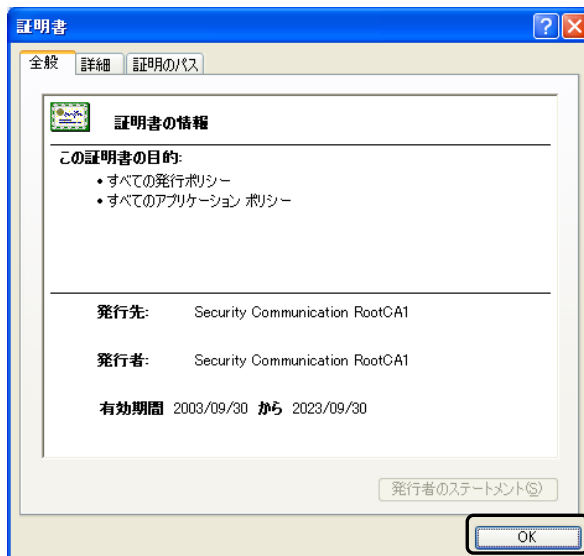 証明書
全般 詳細 証明のパス
証明書の情報
この証明書の目的:
•すべての発行ポリシー
•すべてのアプリケーション ポリシー
発行先: Security Communication RootCA1
発行者: Security Communication RootCA1
有効期間 2003/09/30 から 2023/09/30
発行者のステートメント(S)
OK